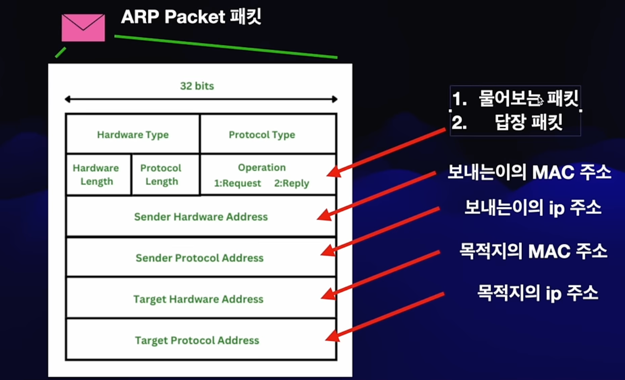 ARP Packet 패킷
32 bits
Hardware Type
Protocol Type
Hardware
Length
Protocol
Length
Operation
1:Request 2:Reply
Sender Hardware Address
Sender Protocol Address
Target Hardware Address
Target Protocol Address
1. 물어보는 패킷
2. 답장 패킷
보내는이의 MAC 주소
보내는이의 ip 주소
목적지의 MAC 주소
목적지의 ip 주소